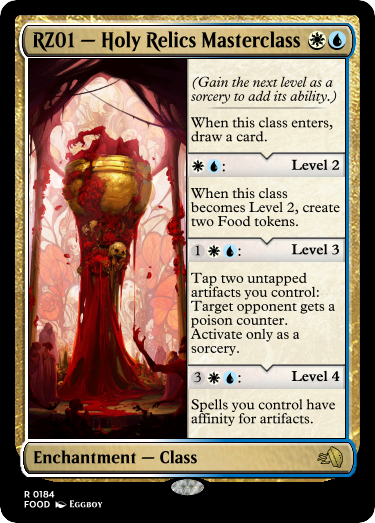 RZ01 — Holy Relics Masterclass
(Gain the next level as a
sorcery to add its ability.)
When this class enters,
draw a card.
: Level 2
When this class
becomes Level 2, create
two Food tokens.
1 : Level 3
Tap two untapped
artifacts you control:
Target opponent gets a
poison counter.
Activate only as a
sorcery.
3 : Level 4
Spells you control have
affinity for artifacts.
Enchantment — Class
R 0184
FOOD Eggboy